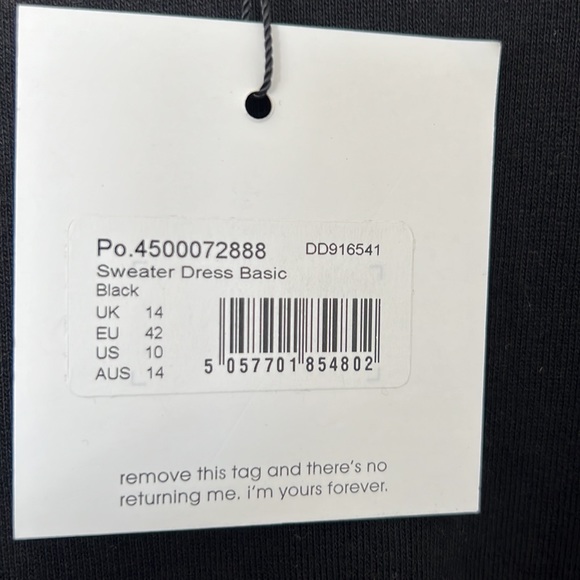 Po.4500072888 DD916541
Sweater Dress Basic
Black
UK 14
EU 42
US 10
AUS 14
5 057701 854802
remove this tag and there's no
returning me. i'm yours forever.